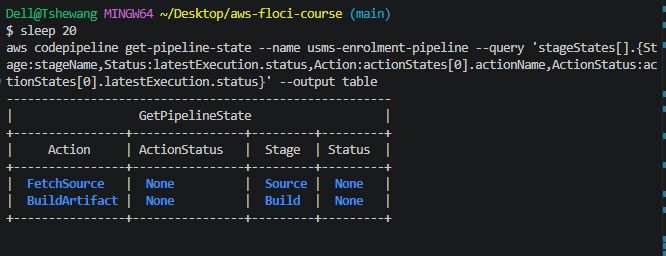 Dell@Tshewang MINGW64 ~/Desktop/aws-floci-course (main)
$ sleep 20
aws codepipeline get-pipeline-state --name usms-enrolment-pipeline --query 'stageStates[].{St
age:stageName,Status:latestExecution.status,Action:actionStates[0].actionName,ActionStatus:ac
tionStates[0].latestExecution.status}' --output table
---------------------------------------------------
|                GetPipelineState                 |
+----------------+---------------+---------+---------+
|     Action     | ActionStatus  |  Stage  | Status  |
+----------------+---------------+---------+---------+
|  FetchSource   |  None         |  Source |  None   |
|  BuildArtifact |  None         |  Build  |  None   |
+----------------+---------------+---------+---------+